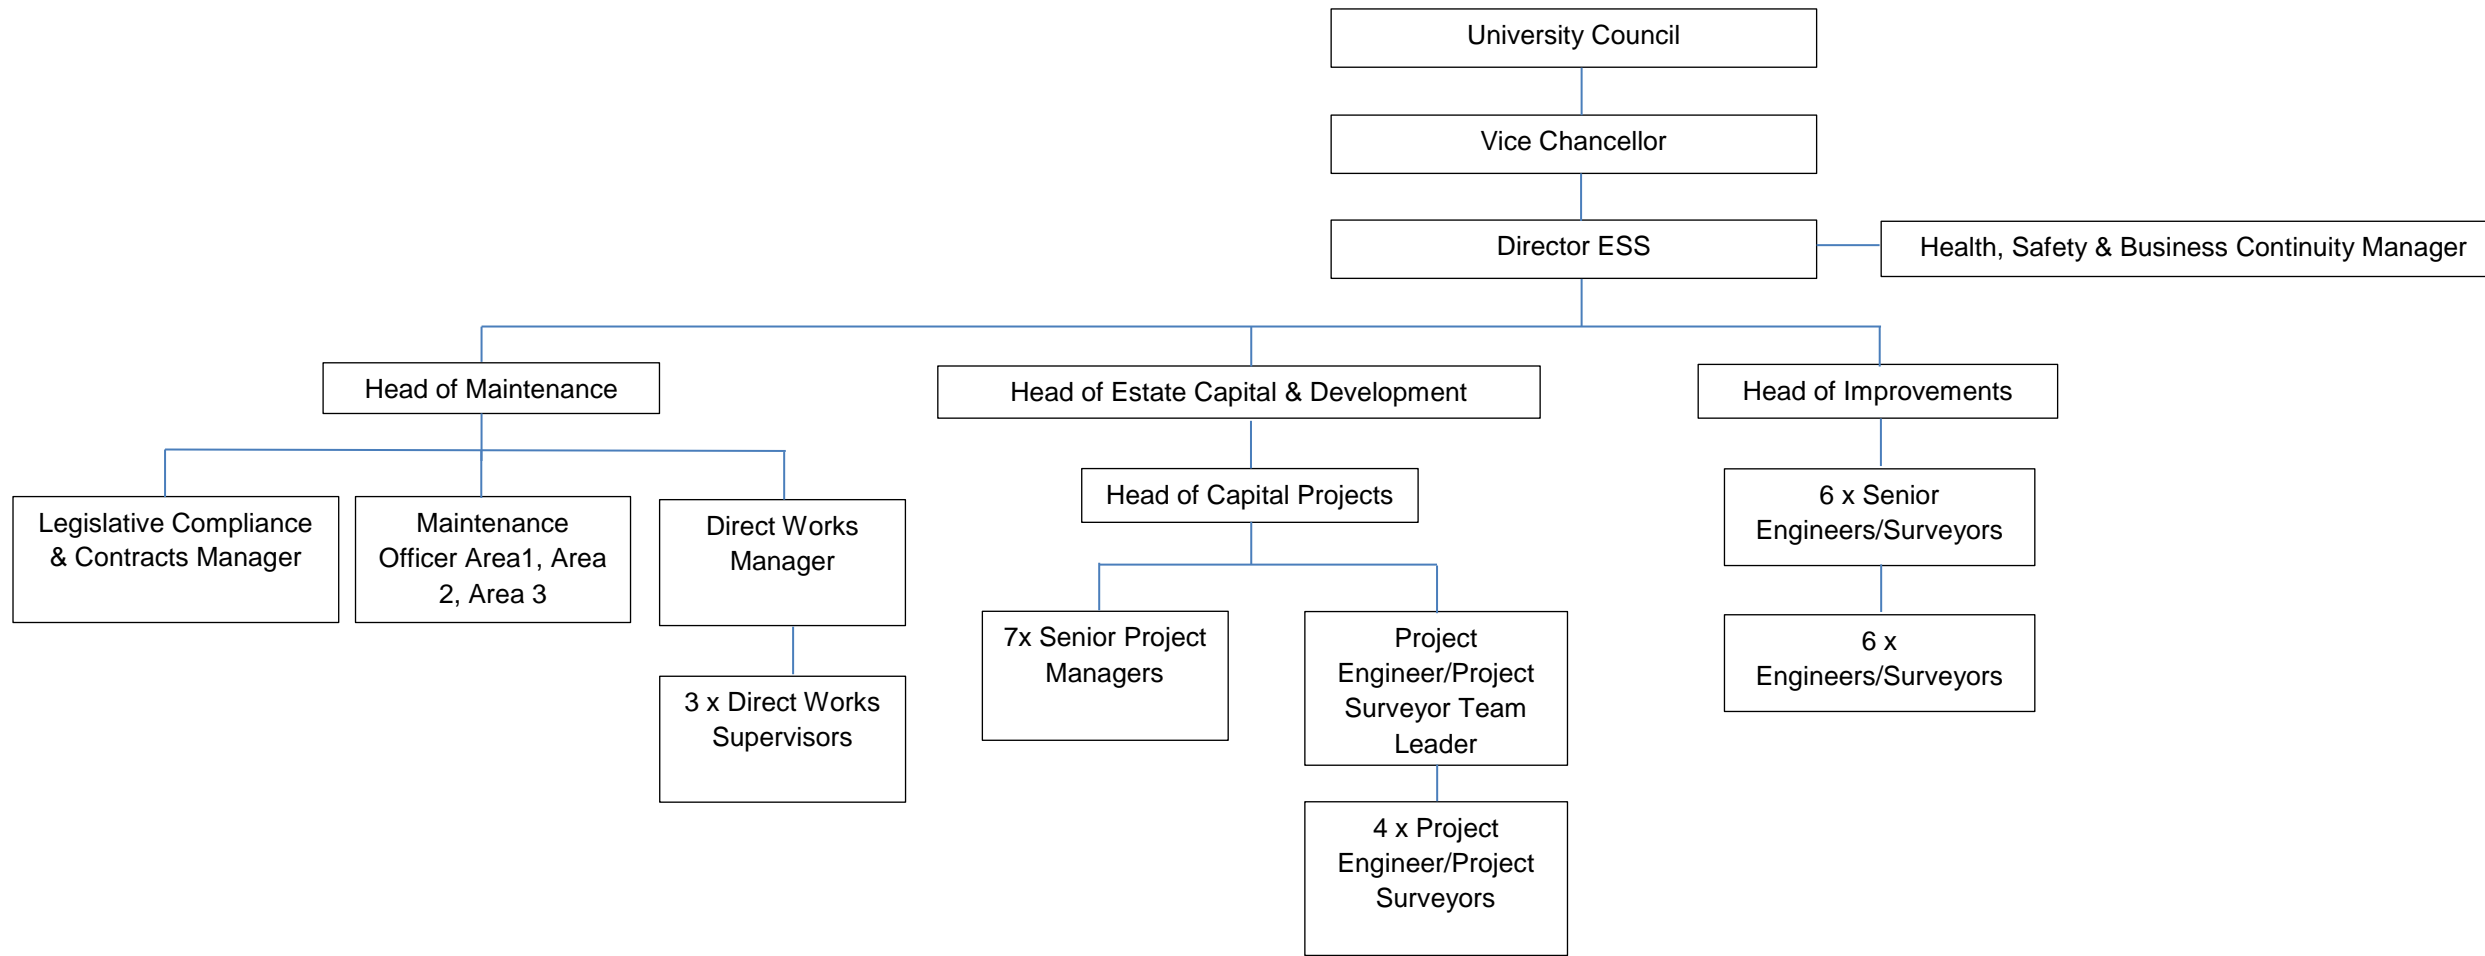 University Council
Vice Chancellor
Director ESS
Health, Safety & Business Continuity Manager
Head of Maintenance
Head of Estate Capital & Development
Head of Improvements
Legislative Compliance
& Contracts Manager
Maintenance
Officer Area1, Area
2, Area 3
Direct Works
Manager
3 x Direct Works
Supervisors
Head of Capital Projects
7x Senior Project
Managers
Project
Engineer/Project
Surveyor Team
Leader
4 x Project
Engineer/Project
Surveyors
6 x Senior
Engineers/Surveyors
6 x
Engineers/Surveyors